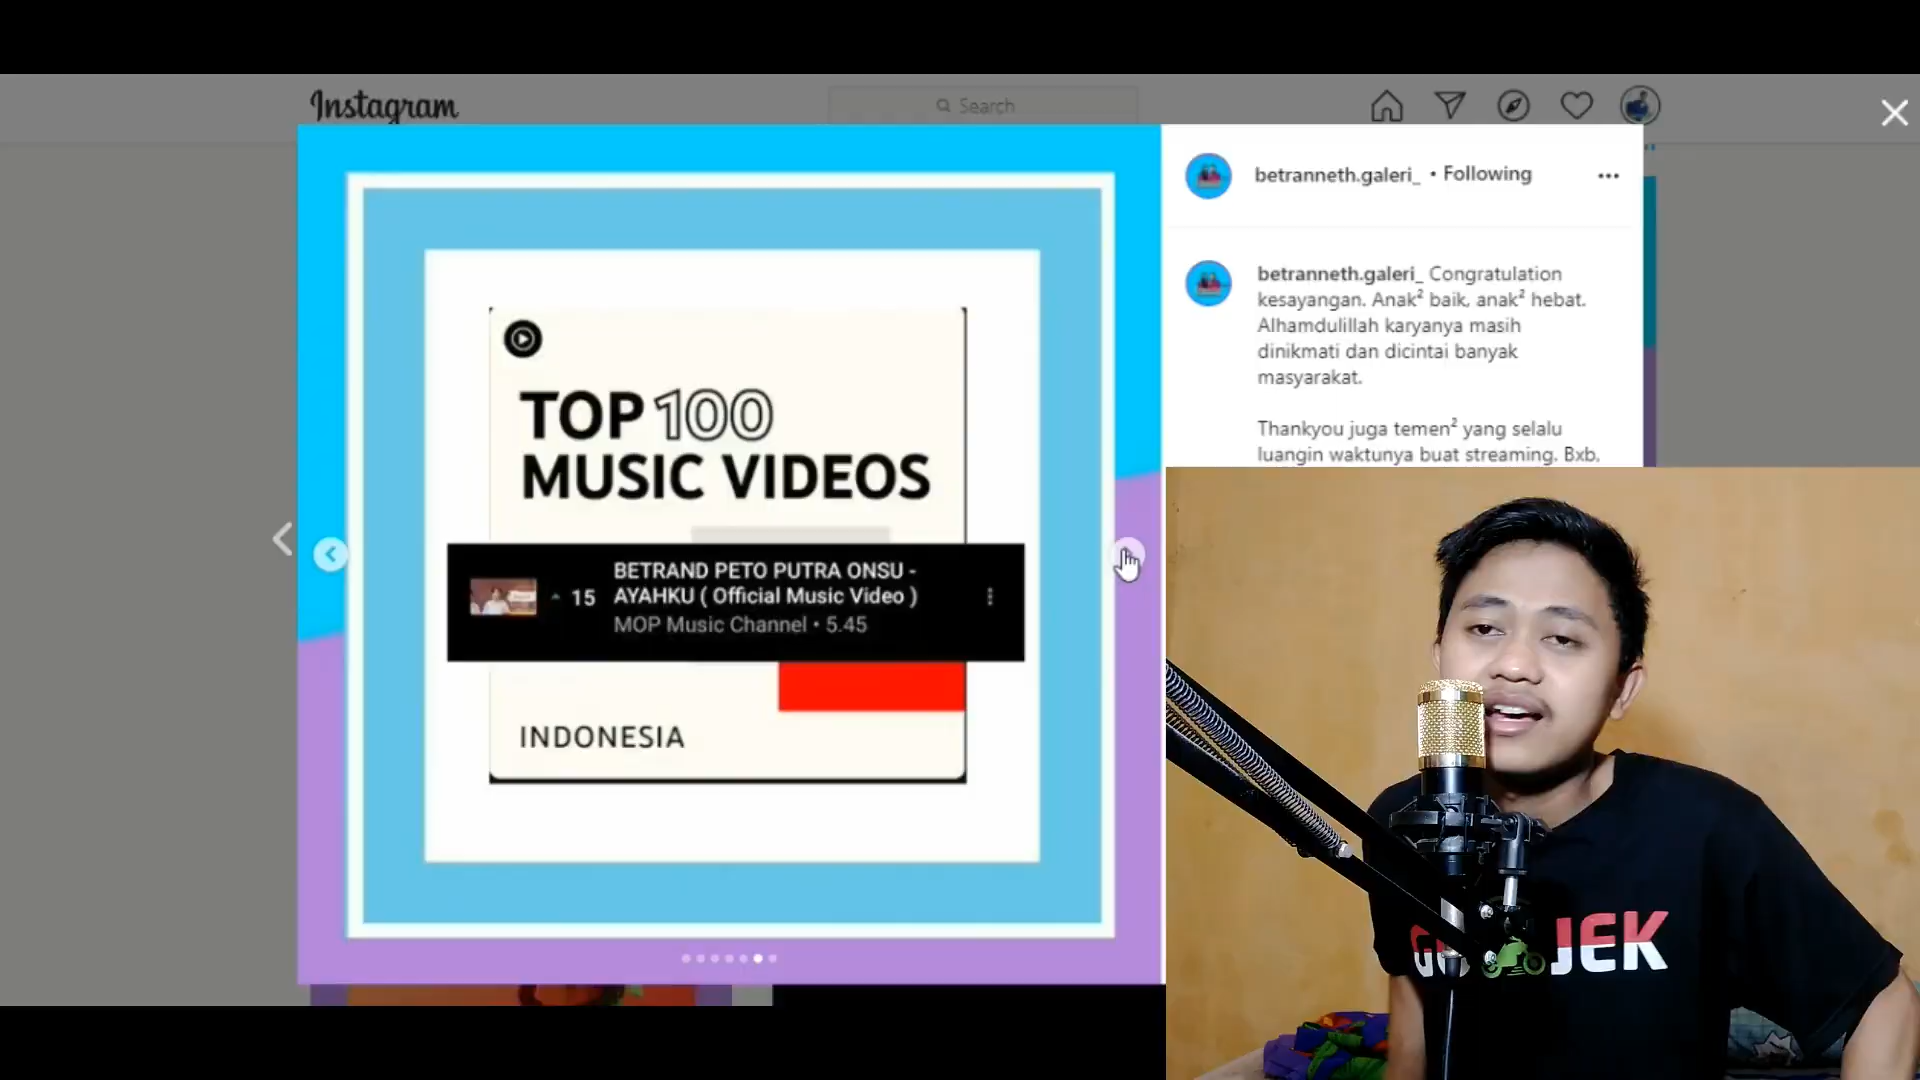 Instagram
Search
betranneth.galeri_ • Following
betranneth.galeri_ Congratulation
kesayangan. Anak² baik, anak² hebat.
Alhamdulillah karyanya masih
dinikmati dan dicintai banyak
masyarakat.
Thankyou juga temen² yang selalu
luangin waktunya buat streaming. Bxb,
TOP 100
MUSIC VIDEOS
15
BETRAND PETO PUTRA ONSU -
AYAHKU ( Official Music Video )
MOP Music Channel • 5.45
INDONESIA
JEK